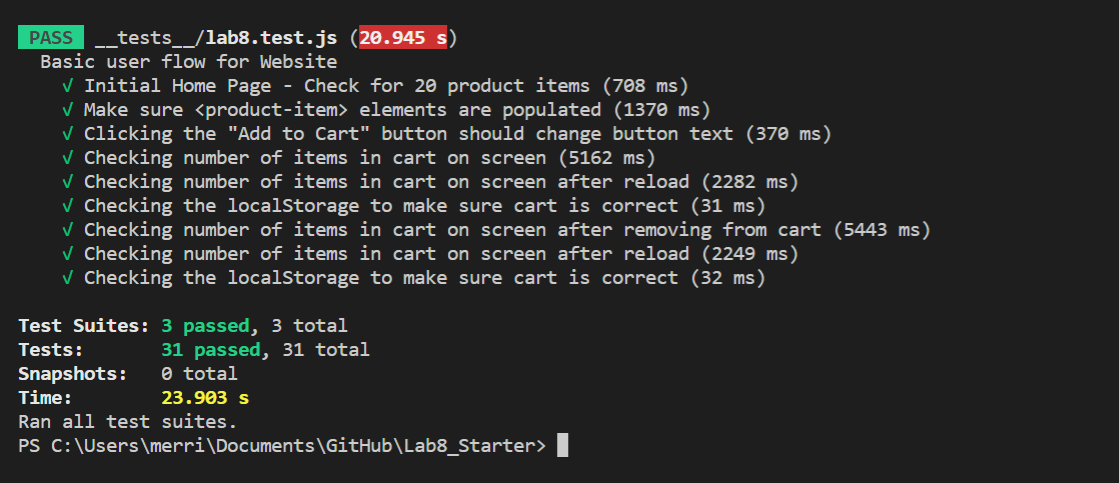 PASS __tests__/lab8.test.js (20.945 s)
Basic user flow for Website
√ Initial Home Page - Check for 20 product items (708 ms)
√ Make sure <product-item> elements are populated (1370 ms)
√ Clicking the "Add to Cart" button should change button text (370 ms)
√ Checking number of items in cart on screen (5162 ms)
√ Checking number of items in cart on screen after reload (2282 ms)
√ Checking the localStorage to make sure cart is correct (31 ms)
√ Checking number of items in cart on screen after removing from cart (5443 ms)
√ Checking number of items in cart on screen after reload (2249 ms)
√ Checking the localStorage to make sure cart is correct (32 ms)
Test Suites: 3 passed, 3 total
Tests: 31 passed, 31 total
Snapshots: 0 total
Time: 23.903 s
Ran all test suites.
PS C:\Users\merri\Documents\GitHub\Lab8_Starter>